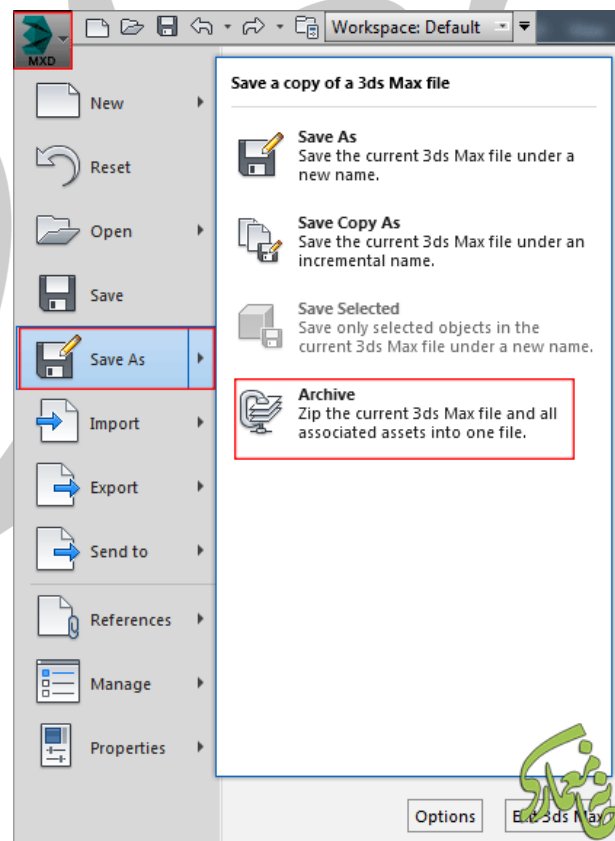 Workspace: Default
MXD
New
Reset
Open
Save
Save As
Import
Export
Send to
References
Manage
Properties
Save a copy of a 3ds Max file
Save As
Save the current 3ds Max file under a
new name.
Save Copy As
Save the current 3ds Max file under an
incremental name.
Save Selected
Save only selected objects in the
current 3ds Max file under a new name.
Archive
Zip the current 3ds Max file and all
associated assets into one file.
Options
3ds Max